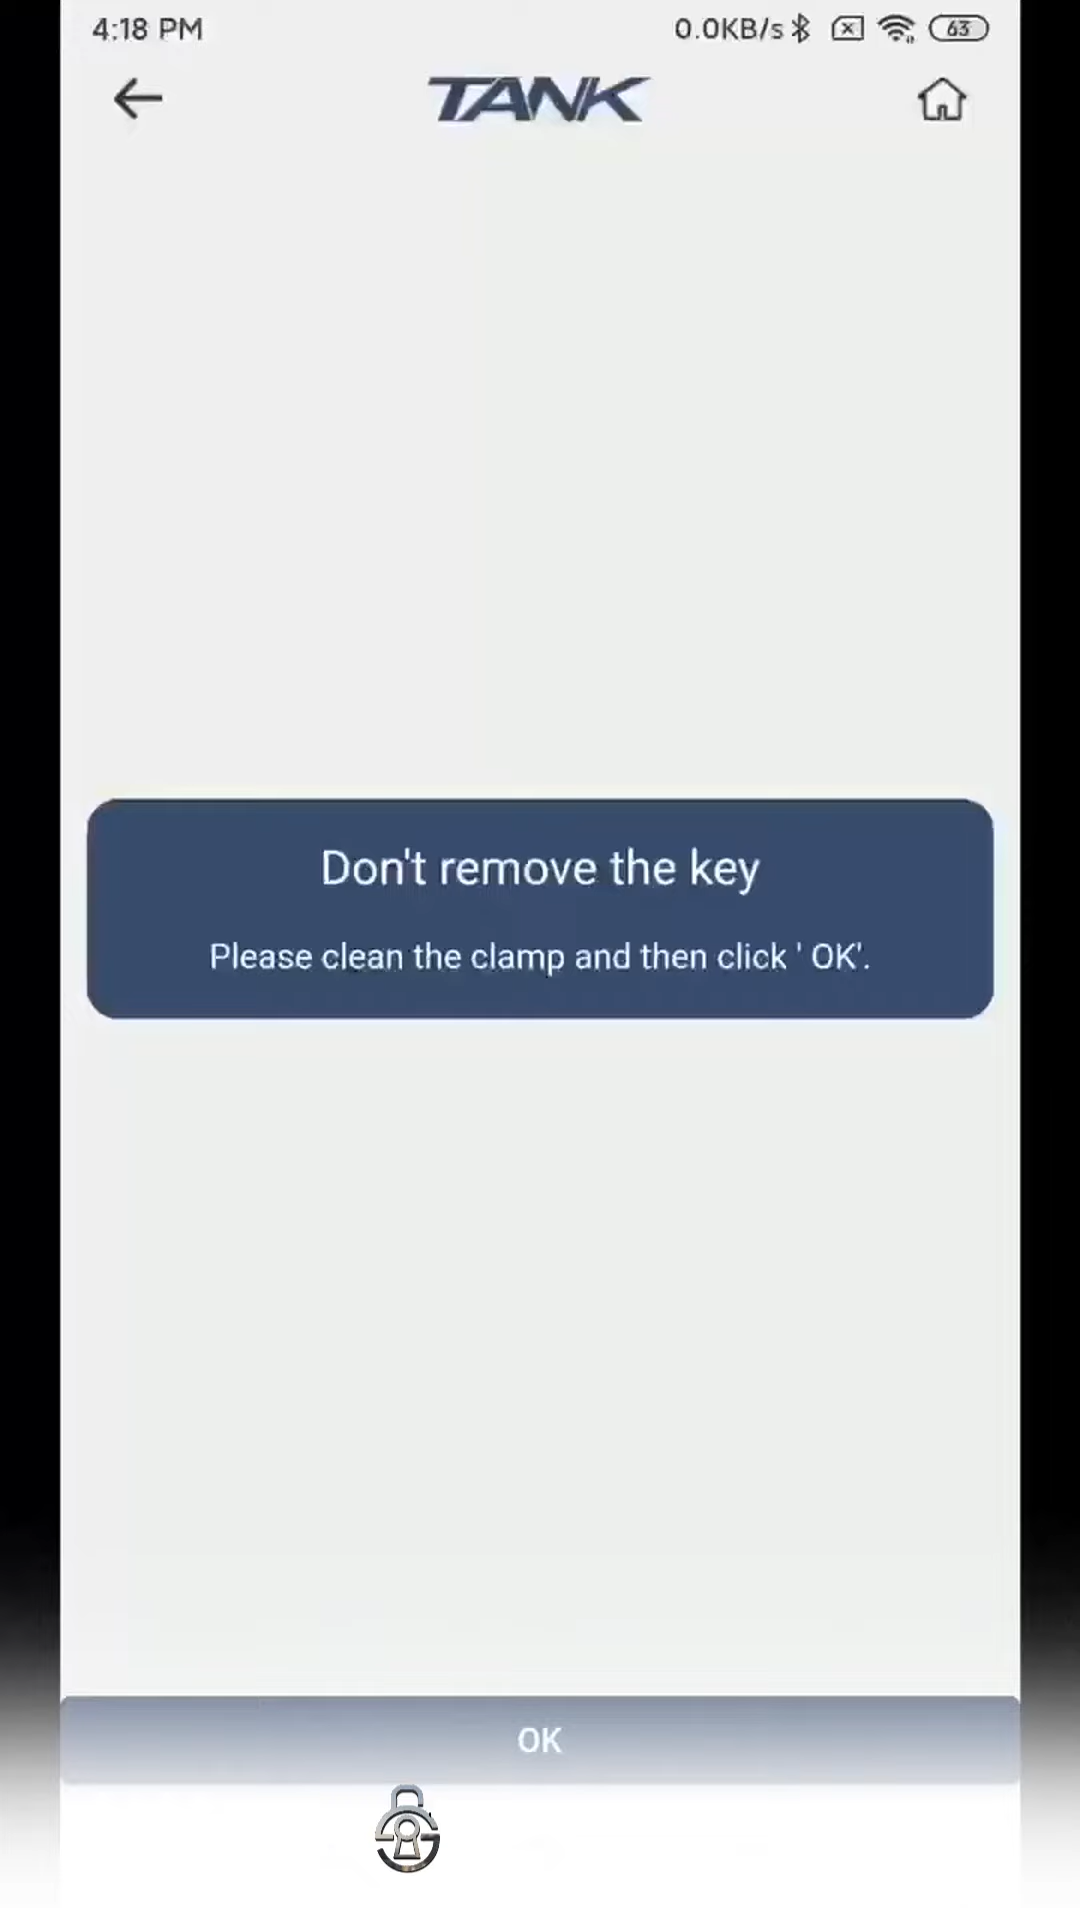 4:18 PM
0.0KB/s 63
TANK
Don't remove the key
Please clean the clamp and then click ' OK'.
OK